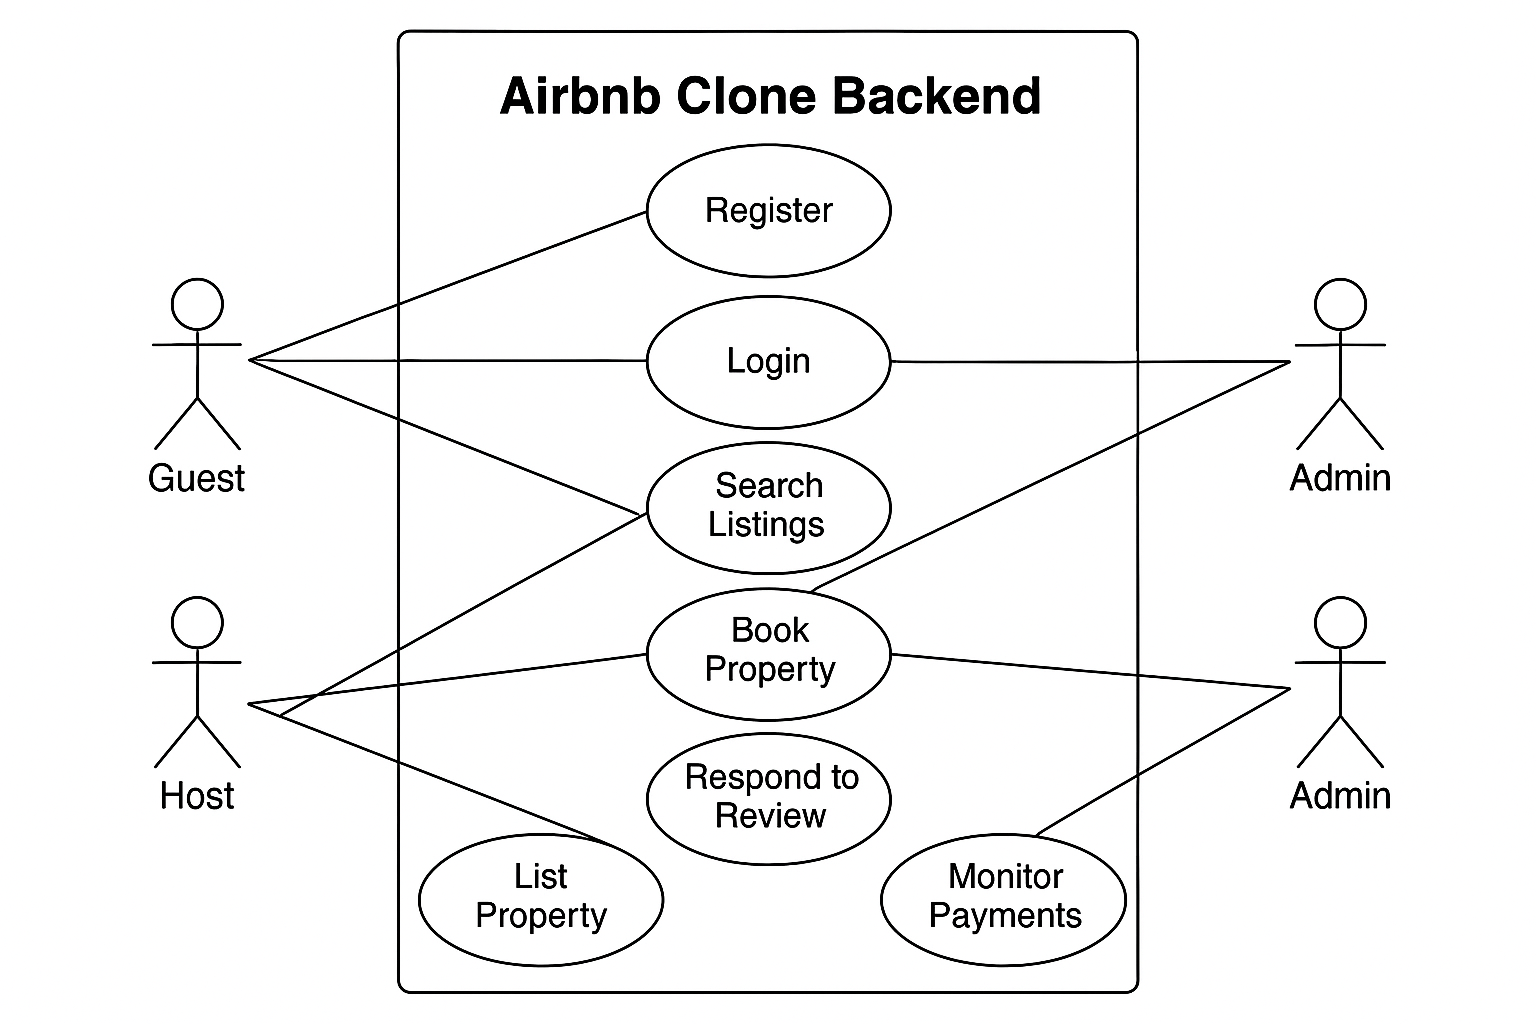 Airbnb Clone Backend
Register
Login
Search
Listings
Book
Property
Respond to
Review
List
Property
Monitor
Payments
Guest
Host
Admin
Admin